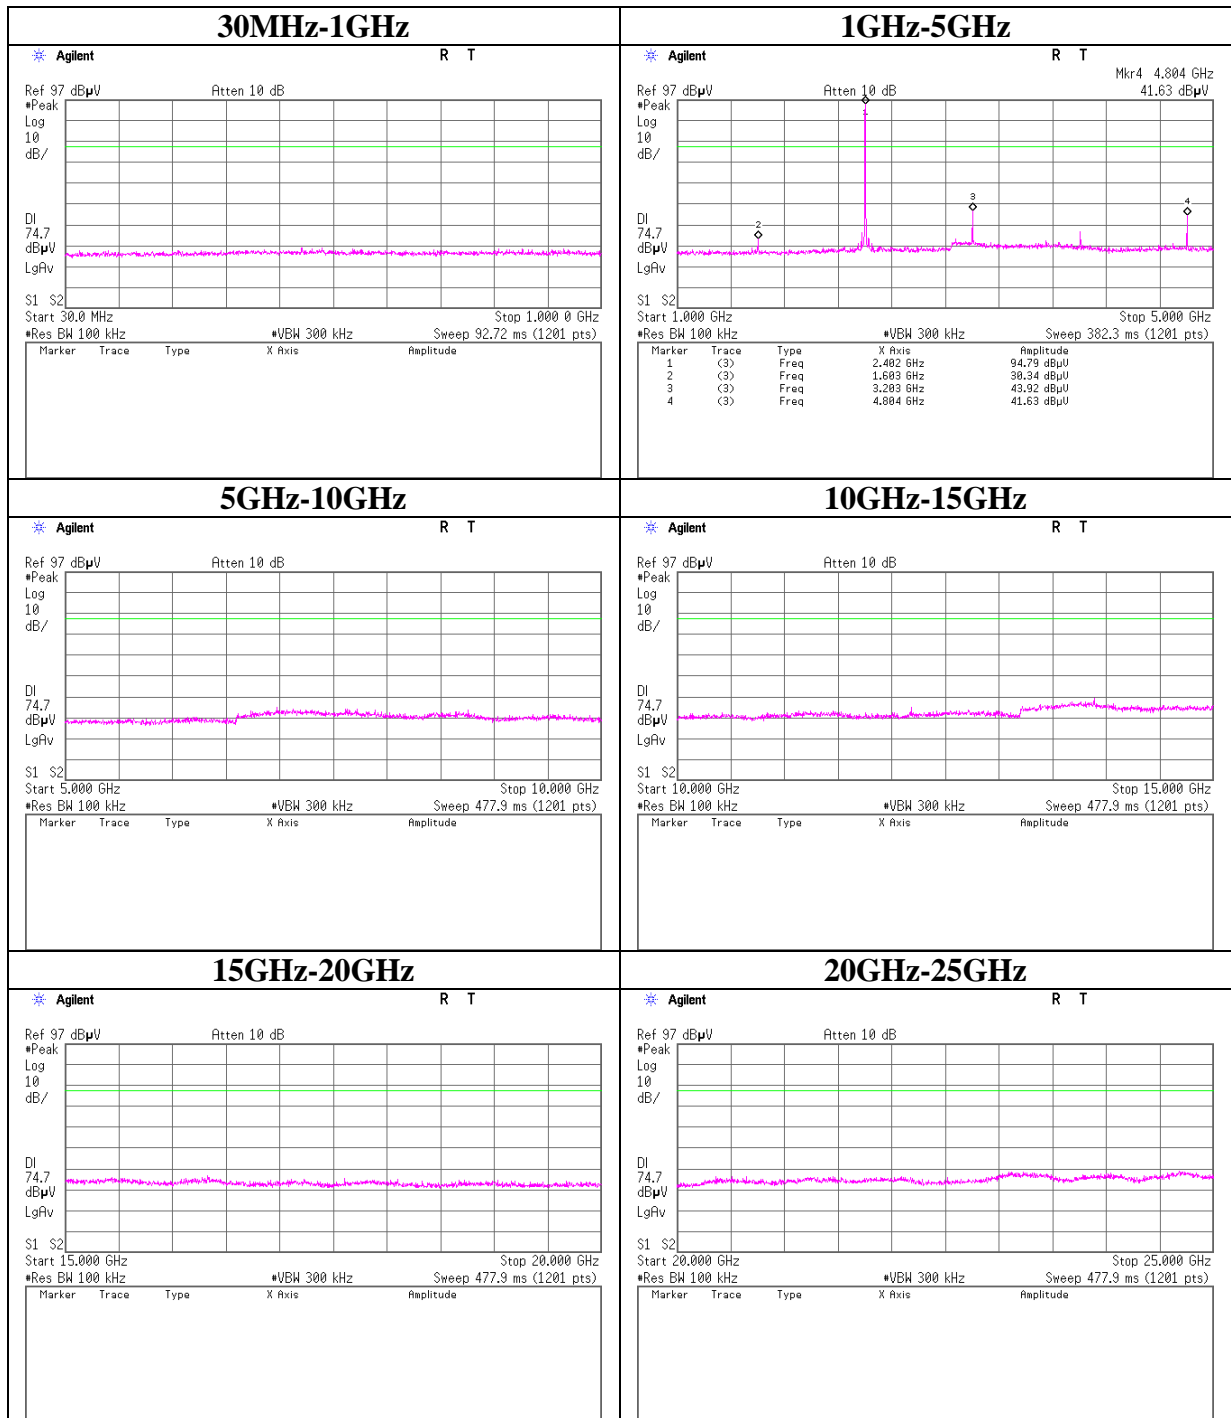 30MHz-1GHz
Agilent R T
Ref 97 dBµV Atten 10 dB
#Peak
Log
10
dB/
DI
74.7
dBµV
LgAv
S1 S2
Start 30.0 MHz Stop 1.000 0 GHz
#Res BW 100 kHz #VBW 300 kHz Sweep 92.72 ms (1201 pts)
Marker Trace Type X Axis Amplitude
1GHz-5GHz
Agilent R T
Mkr4 4.804 GHz
Ref 97 dBµV Atten 10 dB 41.63 dBµV
#Peak
Log
10
dB/
1
2
3
4
DI
74.7
dBµV
LgAv
S1 S2
Start 1.000 GHz Stop 5.000 GHz
#Res BW 100 kHz #VBW 300 kHz Sweep 382.3 ms (1201 pts)
Marker Trace Type X Axis Amplitude
1 (3) Freq 2.402 GHz 94.79 dBµV
2 (3) Freq 1.603 GHz 30.34 dBµV
3 (3) Freq 3.203 GHz 43.92 dBµV
4 (3) Freq 4.804 GHz 41.63 dBµV
5GHz-10GHz
Agilent R T
Ref 97 dBµV Atten 10 dB
#Peak
Log
10
dB/
DI
74.7
dBµV
LgAv
S1 S2
Start 5.000 GHz Stop 10.000 GHz
#Res BW 100 kHz #VBW 300 kHz Sweep 477.9 ms (1201 pts)
Marker Trace Type X Axis Amplitude
10GHz-15GHz
Agilent R T
Ref 97 dBµV Atten 10 dB
#Peak
Log
10
dB/
DI
74.7
dBµV
LgAv
S1 S2
Start 10.000 GHz Stop 15.000 GHz
#Res BW 100 kHz #VBW 300 kHz Sweep 477.9 ms (1201 pts)
Marker Trace Type X Axis Amplitude
15GHz-20GHz
Agilent R T
Ref 97 dBµV Atten 10 dB
#Peak
Log
10
dB/
DI
74.7
dBµV
LgAv
S1 S2
Start 15.000 GHz Stop 20.000 GHz
#Res BW 100 kHz #VBW 300 kHz Sweep 477.9 ms (1201 pts)
Marker Trace Type X Axis Amplitude
20GHz-25GHz
Agilent R T
Ref 97 dBµV Atten 10 dB
#Peak
Log
10
dB/
DI
74.7
dBµV
LgAv
S1 S2
Start 20.000 GHz Stop 25.000 GHz
#Res BW 100 kHz #VBW 300 kHz Sweep 477.9 ms (1201 pts)
Marker Trace Type X Axis Amplitude